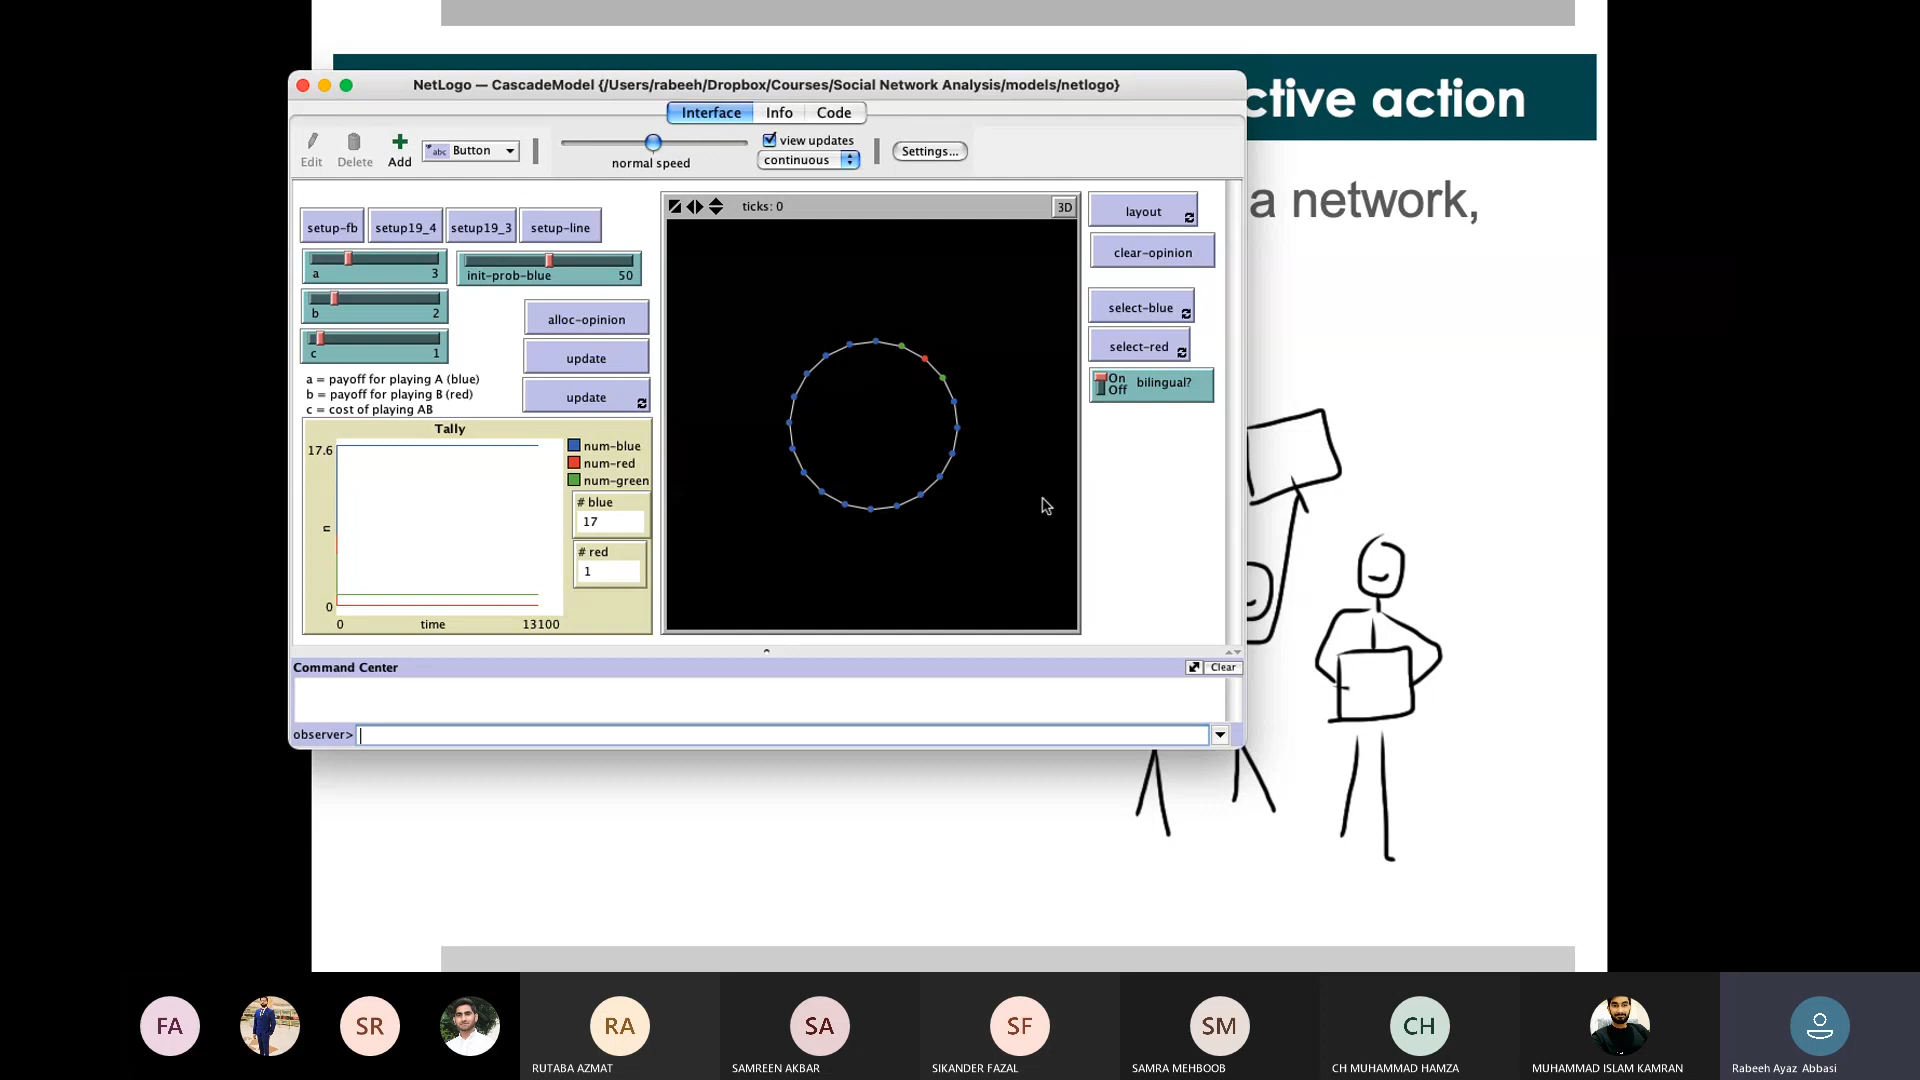 ctive action
NetLogo — CascadeModel {/Users/rabeeh/Dropbox/Courses/Social Network Analysis/models/netlogo}
Interface
Info
Code
Edit
Delete
Add
abc
Button
normal speed
view updates
continuous
Settings...
a network,
ticks: 0
3D
setup-fb
setup19_4
setup19_3
setup-line
a 3
init-prob-blue 50
b 2
c 1
alloc-opinion
update
update
a = payoff for playing A (blue)
b = payoff for playing B (red)
c = cost of playing AB
layout
clear-opinion
select-blue
select-red
On
Off
bilingual?
Tally
17.6
n
0
0
time
13100
num-blue
num-red
num-green
# blue
17
# red
1
Command Center
Clear
observer>
FA
SR
RA
SA
SF
SM
CH
RUTABA AZMAT
SAMREEN AKBAR
SIKANDER FAZAL
SAMRA MEHBOOB
CH MUHAMMAD HAMZA
MUHAMMAD ISLAM KAMRAN
Rabeeh Ayaz Abbasi